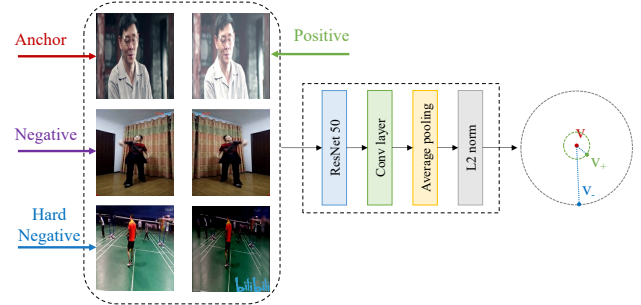 Anchor
Positive
Negative
Hard
Negative
bilibili
ResNet 50
Conv layer
Average pooling
L2 norm
V
V+
V-